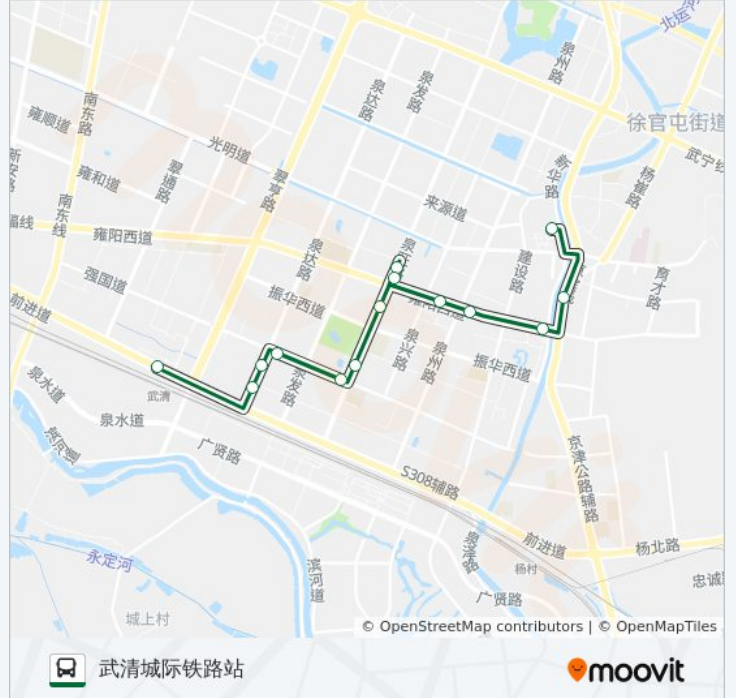 北运河
泉州路
泉发路
泉达路
南东路
徐官屯街道
雍顺道
光明道
武宁
新华路
杨崔路
雍和道
翠通路
翠亨路
来源道
南东线
福线
雍阳西道
泉达路
建设路
育才路
强国道
振华西道
前进道
泉兴路
泉州路
振华西道
泉水道
武清
泉发路
泉水道
广贤路
S308辅路
京津公路辅路
前进道
杨北路
泉泽路
杨村
忠诚
永定河
滨河道
广贤路
城上村
© OpenStreetMap contributors | © OpenMapTiles
武清城际铁路站
moovit